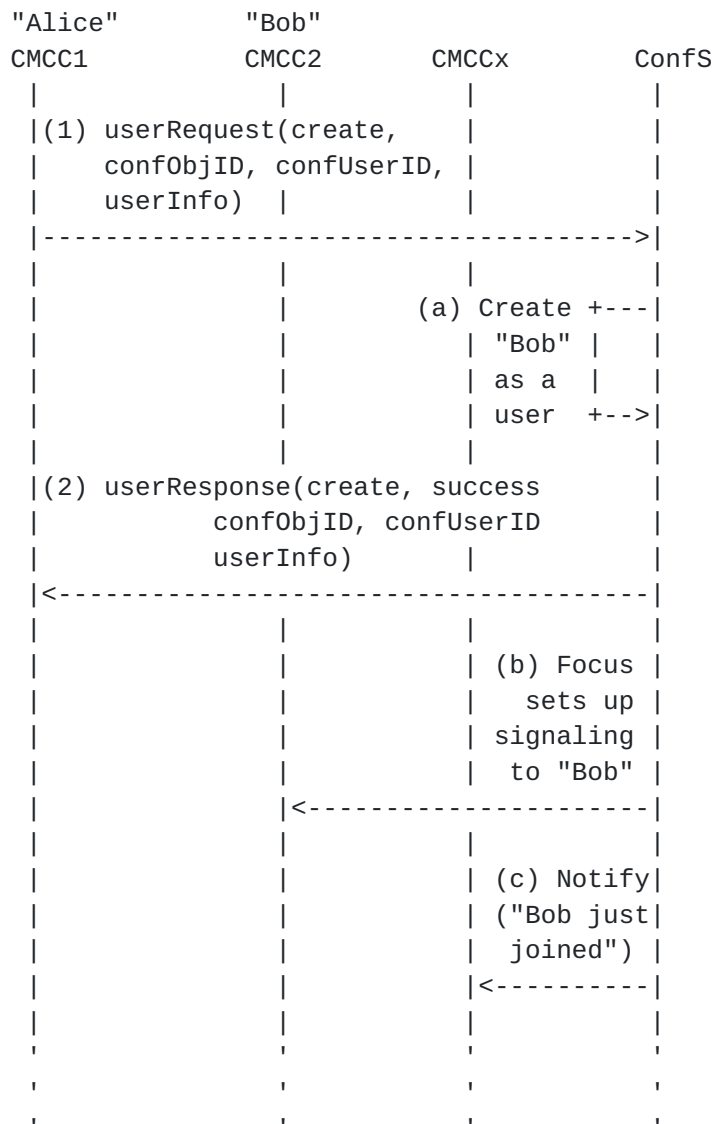 "Alice" "Bob"
CMCC1 CMCC2 CMCCx ConfS
(1) userRequest(create,
confObjID, confUserID,
userInfo)
(a) Create
"Bob"
as a
user
(2) userResponse(create, success
confObjID, confUserID
userInfo)
(b) Focus
sets up
signaling
to "Bob"
(c) Notify
("Bob just
joined")